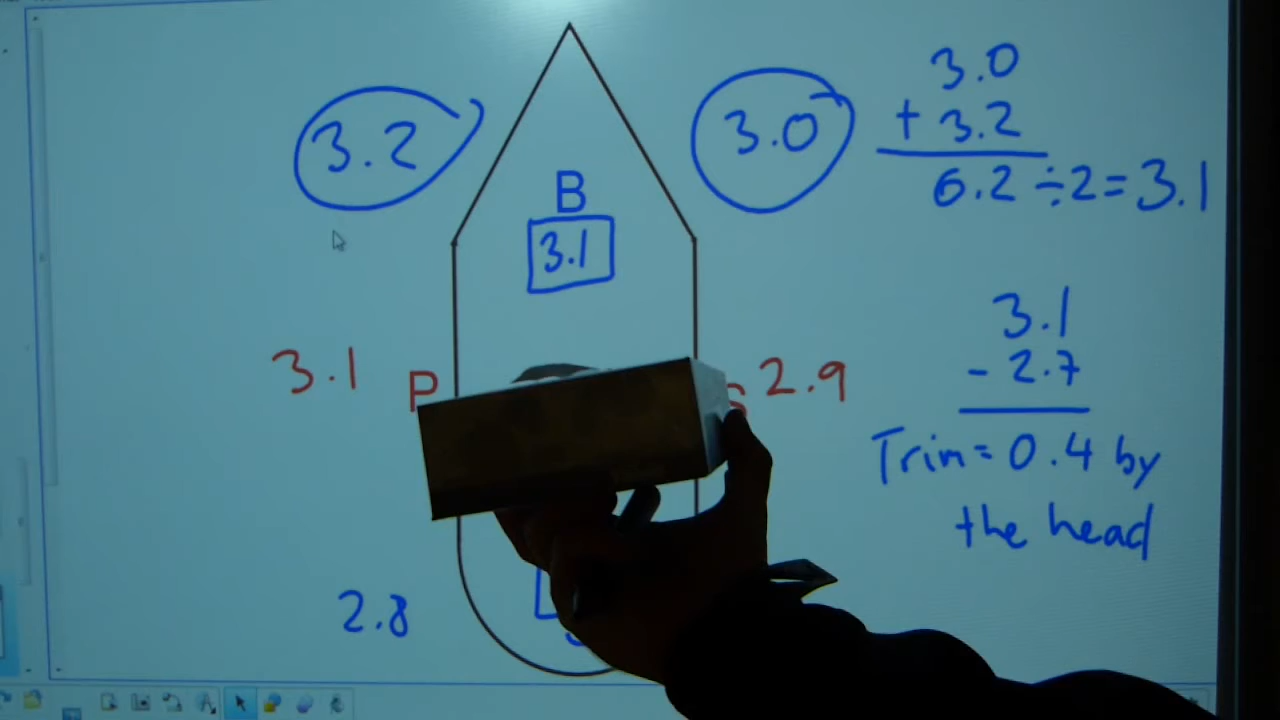 3.2
3.0
B
3.1
3.0
+ 3.2
6.2 ÷2=3.1
3.1
- 2.7
Trim= 0.4 by
the head
3.1
P
2.9
2.8